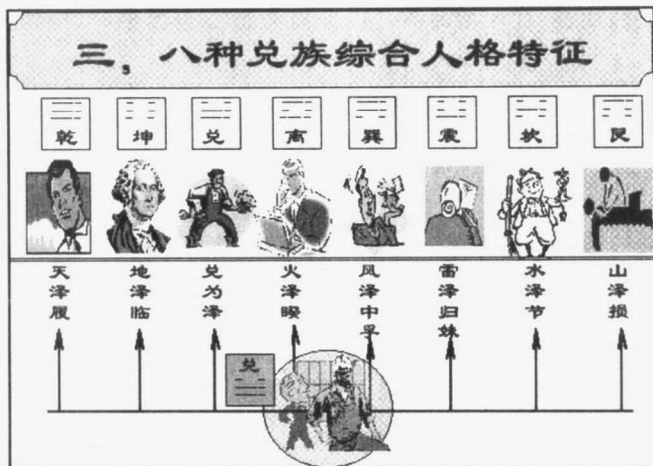 三，八种兑族综合人格特征
乾 坤 兑 离 巽 震 坎 艮
天泽履
地泽临
兑为泽
火泽睽
风泽中孚
雷泽归妹
水泽节
山泽损
兑